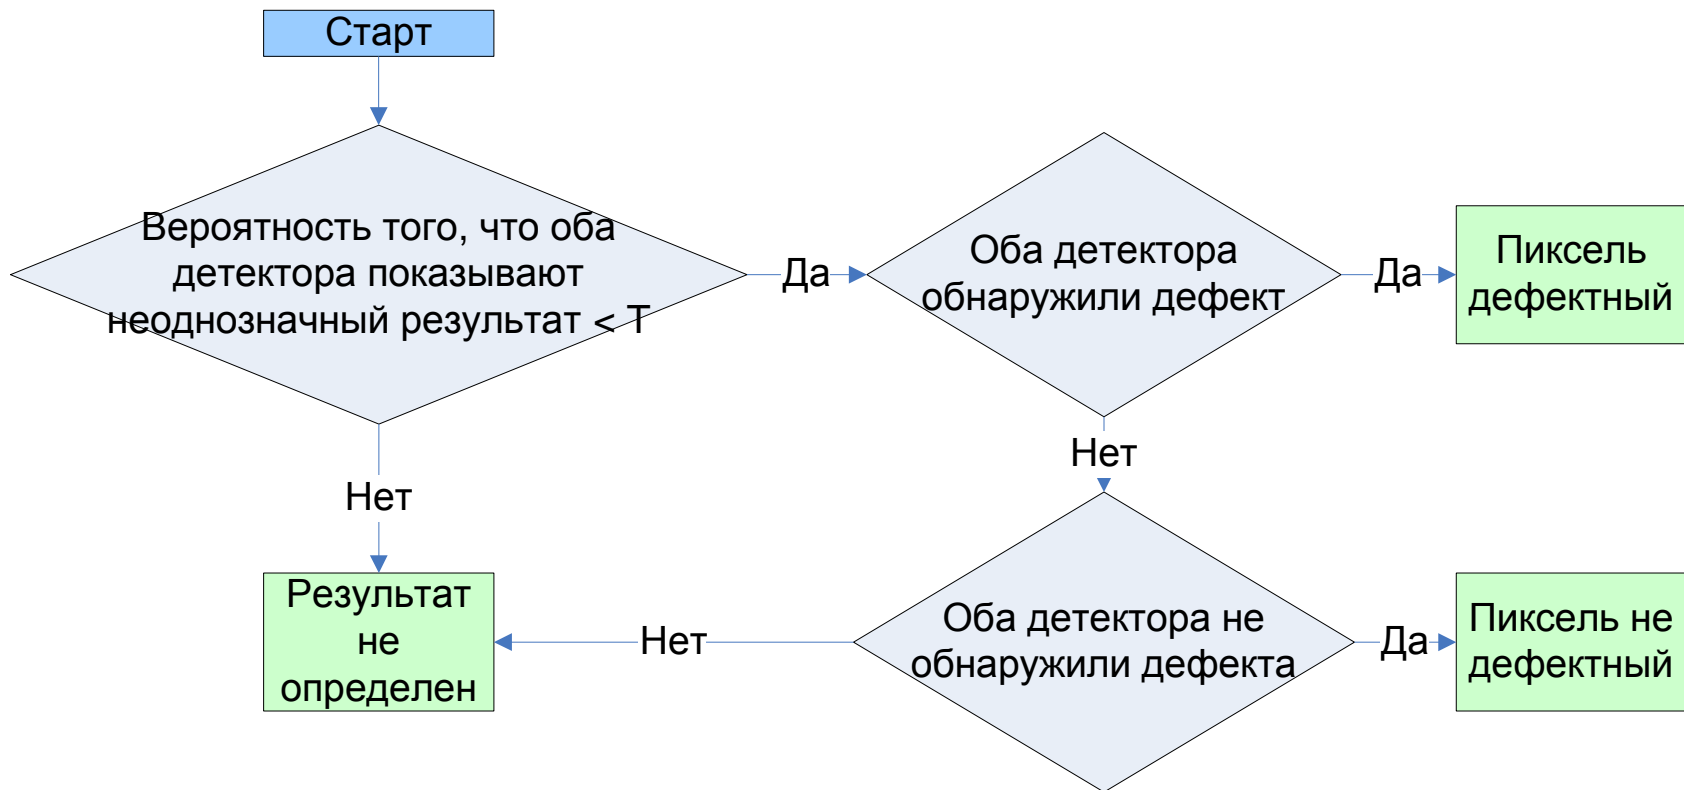 Старт
Вероятность того, что оба
детектора показывают
неоднозначный результат < T
Да
Оба детектора
обнаружили дефект
Да
Пиксель
дефектный
Нет
Нет
Результат
не
определен
Нет
Оба детектора не
обнаружили дефекта
Да
Пиксель не
дефектный